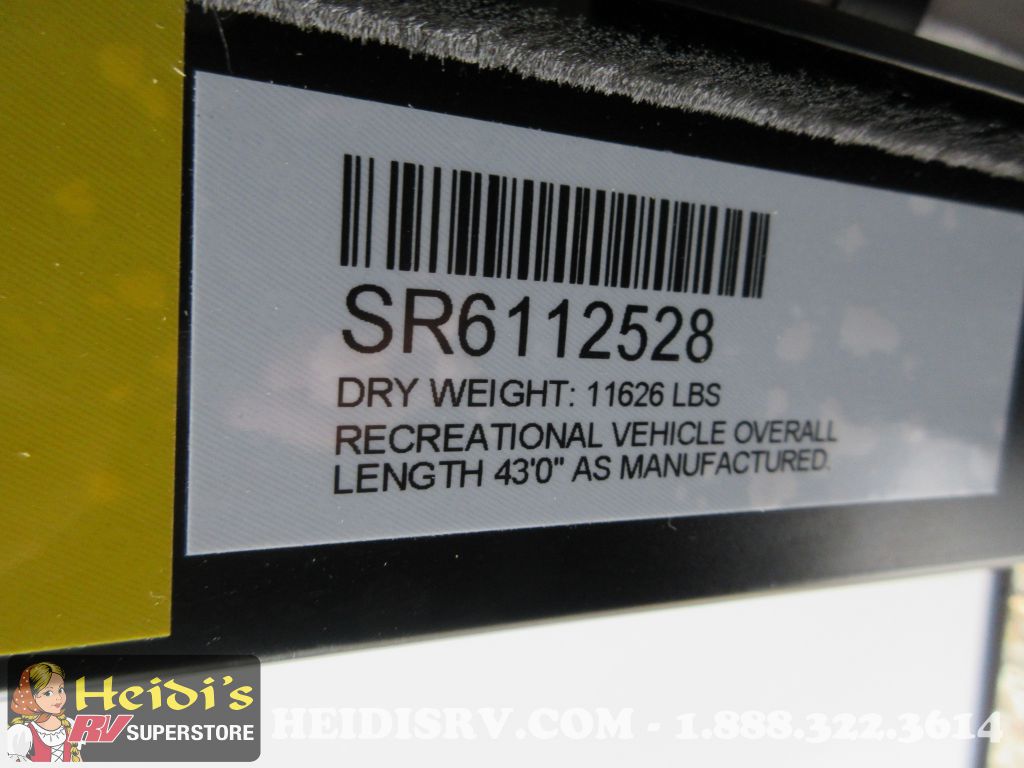 SR6112528
DRY WEIGHT: 11626 LBS
RECREATIONAL VEHICLE OVERALL
LENGTH 43'0" AS MANUFACTURED.
Heidi's
RV SUPERSTORE
HEIDISRV.COM - 1.888.322.3614